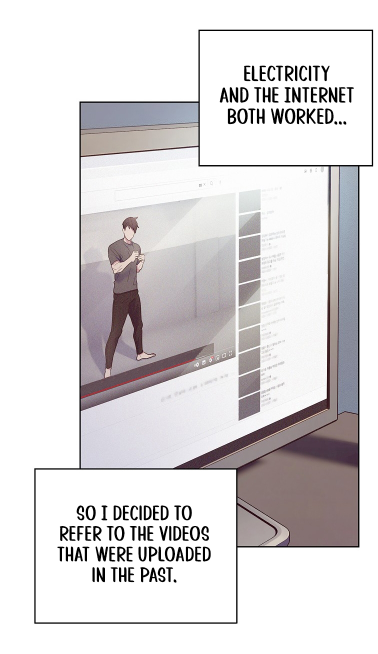 ELECTRICITY
AND THE INTERNET
BOTH WORKED...
SO I DECIDED TO
REFER TO THE VIDEOS
THAT WERE UPLOADED
IN THE PAST.